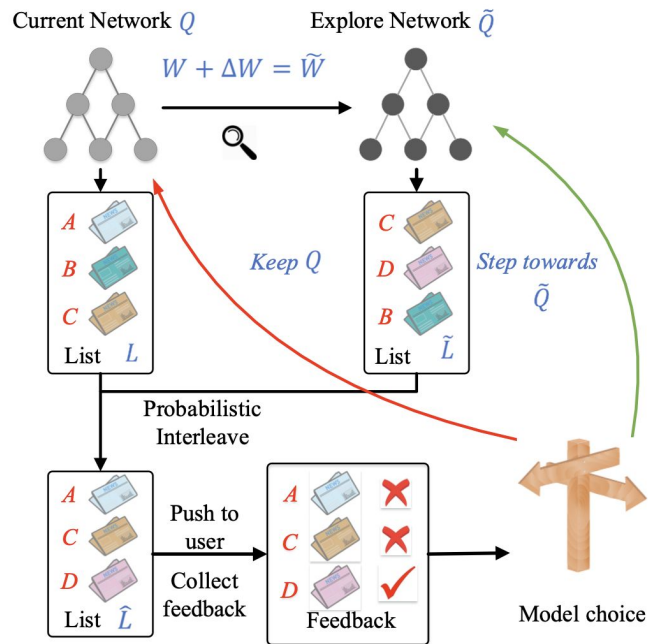 Current Network Q
Explore Network Q̃
W + ΔW = W̃
A
B
C
List L
C
D
B
List L̃
Keep Q
Step towards
Q̃
Probabilistic
Interleave
A
C
D
List L̂
Push to
user
Collect
feedback
A
C
D
Feedback
Model choice